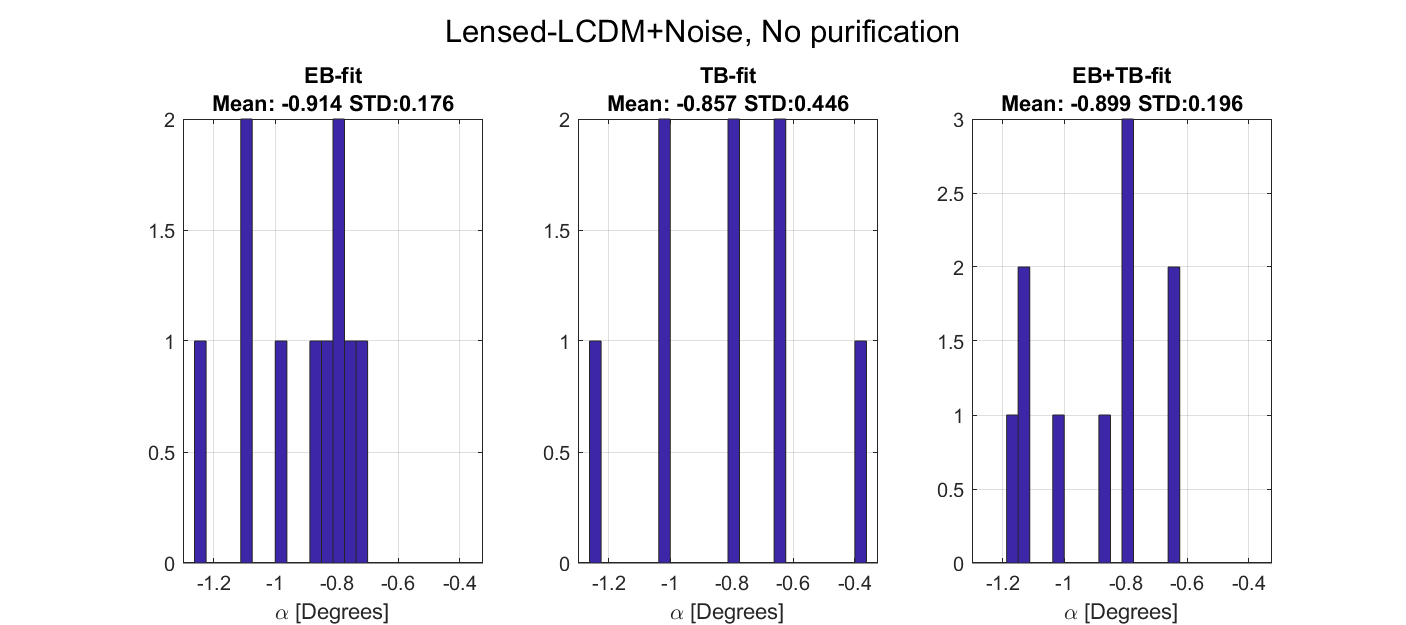 Lensed-LCDM+Noise, No purification
EB-fit
Mean: -0.914 STD:0.176
2
1.5
1
0.5
0
-1.2 -1 -0.8 -0.6 -0.4
α [Degrees]
TB-fit
Mean: -0.857 STD:0.446
2
1.5
1
0.5
0
-1.2 -1 -0.8 -0.6 -0.4
α [Degrees]
EB+TB-fit
Mean: -0.899 STD:0.196
3
2.5
2
1.5
1
0.5
0
-1.2 -1 -0.8 -0.6 -0.4
α [Degrees]